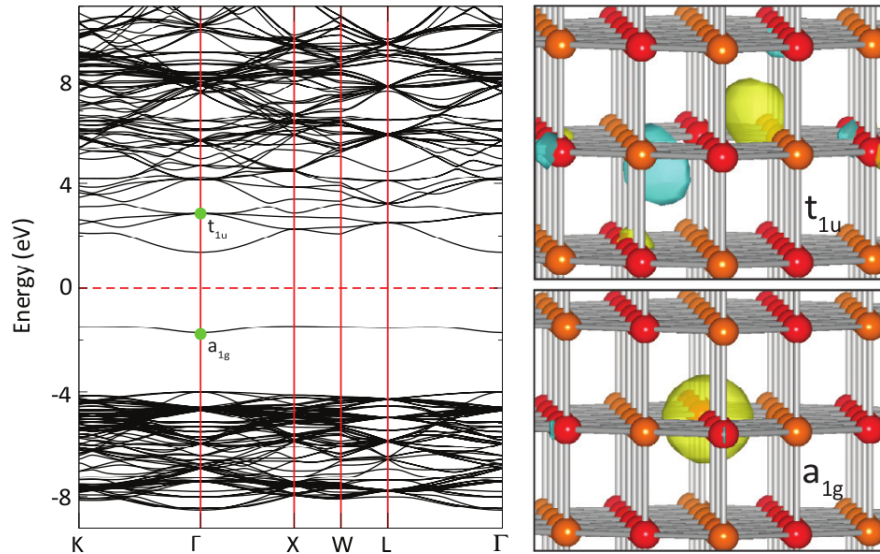 Energy (eV)
8
4
0
-4
-8
t1u
a1g
K Γ X W L Γ
t1u
a1g